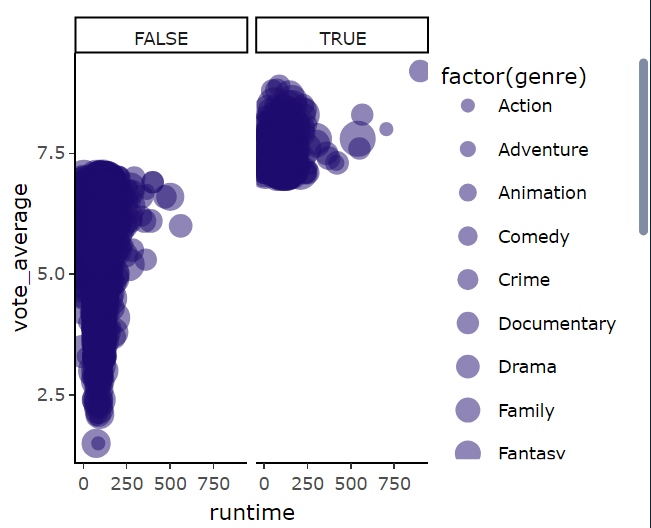 FALSE
TRUE
factor(genre)
Action
Adventure
Animation
Comedy
Crime
Documentary
Drama
Family
Fantasy
7.5
5.0
2.5
vote_average
0 250 500 750
0 250 500 750
runtime